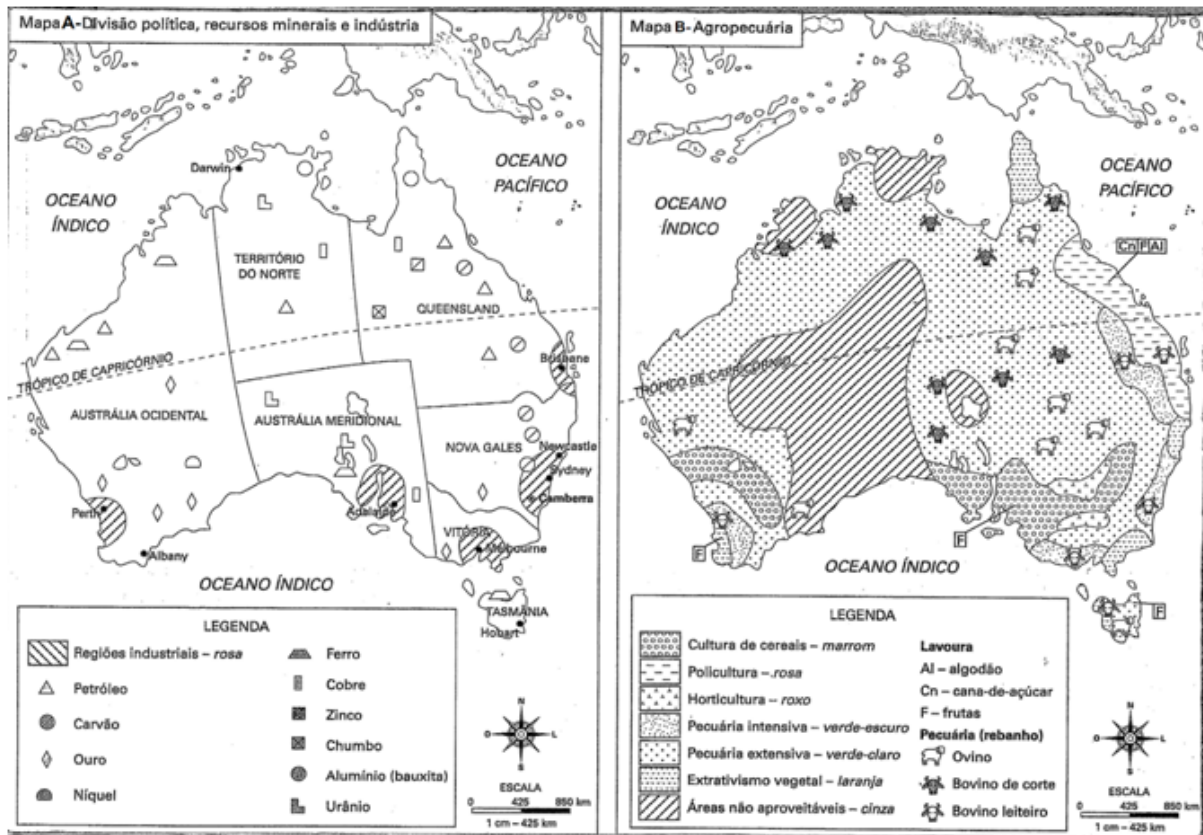 Mapa A-Divisão política, recursos minerais e indústria
OCEANO
PACÍFICO
Darwin
OCEANO
ÍNDICO
TERRITÓRIO
DO NORTE
QUEENSLAND
TRÓPICO DE CAPRICÓRNIO
Brisbane
AUSTRÁLIA OCIDENTAL
AUSTRÁLIA MERIDIONAL
NOVA GALES
Newcastle
Sydney
Camberra
Perth
Adelaide
VITÓRIA
Melbourne
Albany
OCEANO ÍNDICO
TASMÂNIA
Hobart
LEGENDA
Regiões industriais – rosa
Petróleo
Carvão
Ouro
Níquel
Ferro
Cobre
Zinco
Chumbo
Alumínio (bauxita)
Urânio
N
O
L
S
ESCALA
0 425 850 km
1 cm – 425 km
Mapa B-Agropecuária
OCEANO
PACÍFICO
OCEANO
ÍNDICO
Cn F Al
TRÓPICO DE CAPRICÓRNIO
F
F
OCEANO ÍNDICO
F
LEGENDA
Cultura de cereais – marrom
Policultura – rosa
Horticultura – roxo
Pecuária intensiva – verde-escuro
Pecuária extensiva – verde-claro
Extrativismo vegetal – laranja
Áreas não aproveitáveis – cinza
Lavoura
Al – algodão
Cn – cana-de-açúcar
F – frutas
Pecuária (rebanho)
Ovino
Bovino de corte
Bovino leiteiro
N
O
L
S
ESCALA
0 425 850 km
1 cm – 425 km